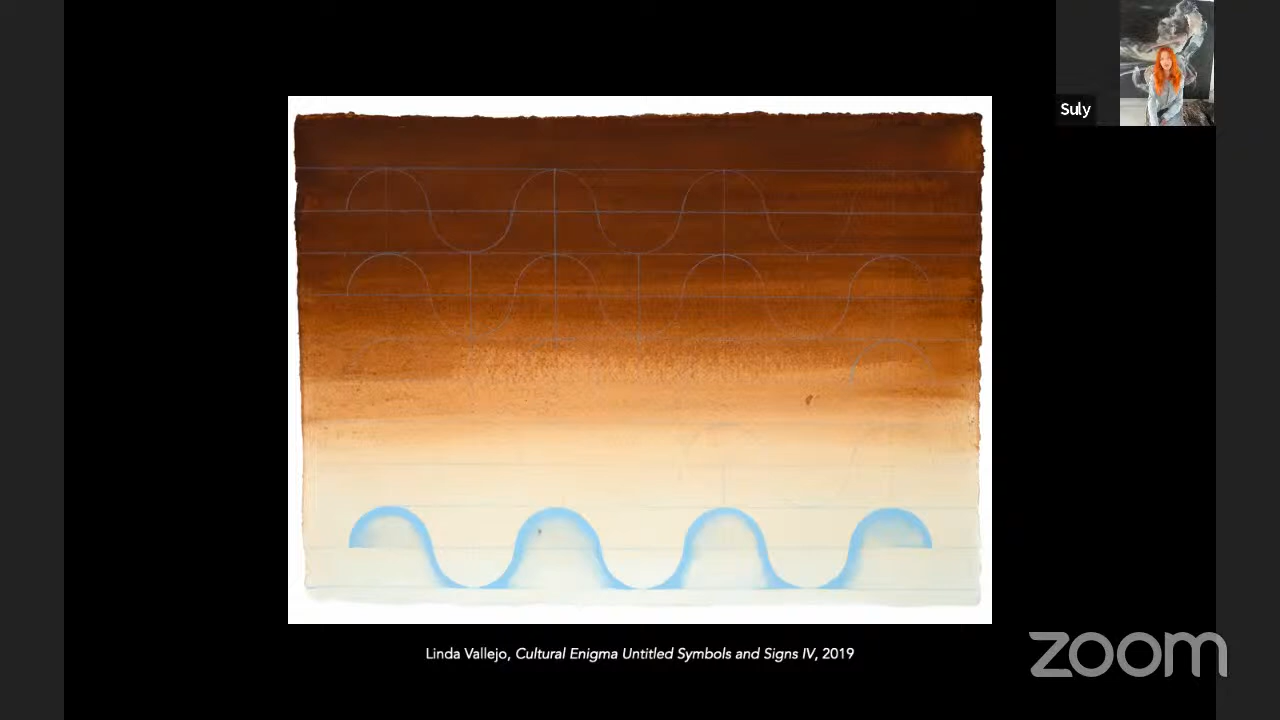 Suly
Linda Vallejo, Cultural Enigma Untitled Symbols and Signs IV, 2019
zoom